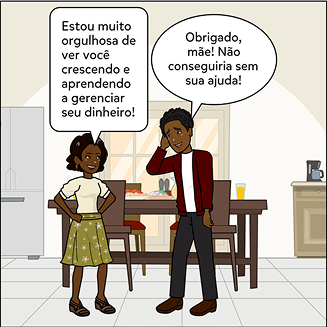 Estou muito
orgulhosa de
ver você
crescendo e
aprendendo
a gerenciar
seu dinheiro!
Obrigado,
mãe! Não
conseguiria sem
sua ajuda!